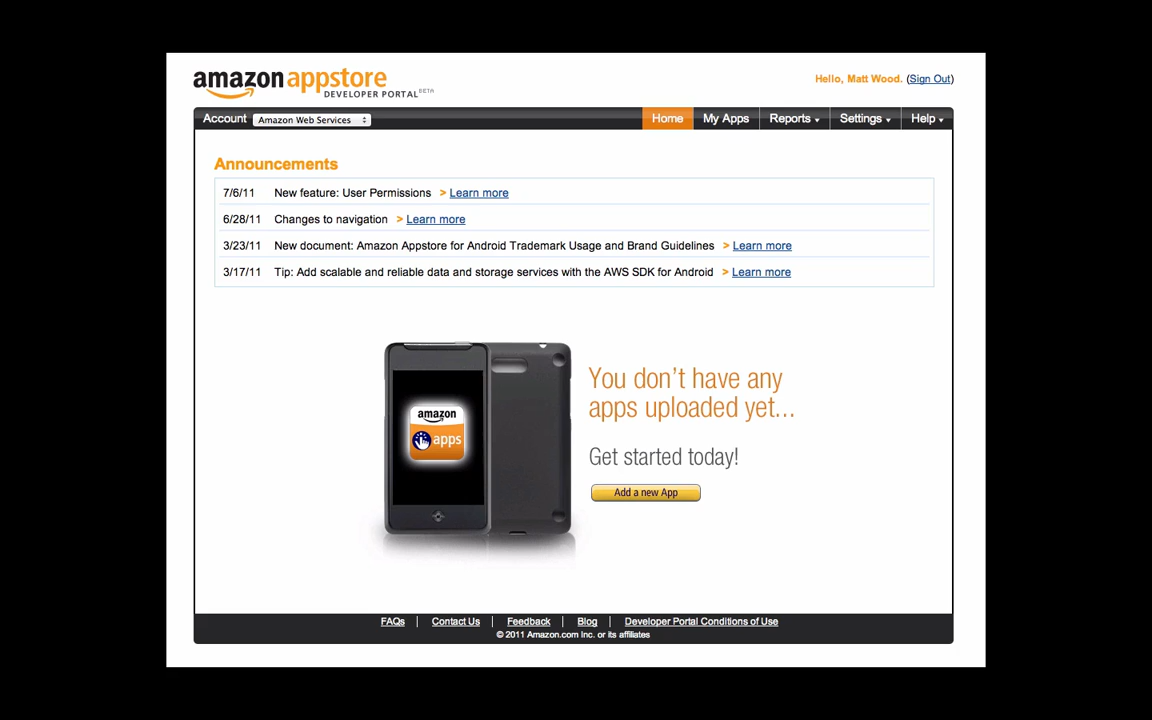 amazon appstore
DEVELOPER PORTAL BETA
Hello, Matt Wood. (Sign Out)
Account Amazon Web Services Home My Apps Reports Settings Help
Announcements
7/6/11 New feature: User Permissions > Learn more
6/28/11 Changes to navigation > Learn more
3/23/11 New document: Amazon Appstore for Android Trademark Usage and Brand Guidelines > Learn more
3/17/11 Tip: Add scalable and reliable data and storage services with the AWS SDK for Android > Learn more
amazon
apps
You don't have any
apps uploaded yet...
Get started today!
Add a new App
FAQs | Contact Us | Feedback | Blog | Developer Portal Conditions of Use
© 2011 Amazon.com Inc. or its affiliates